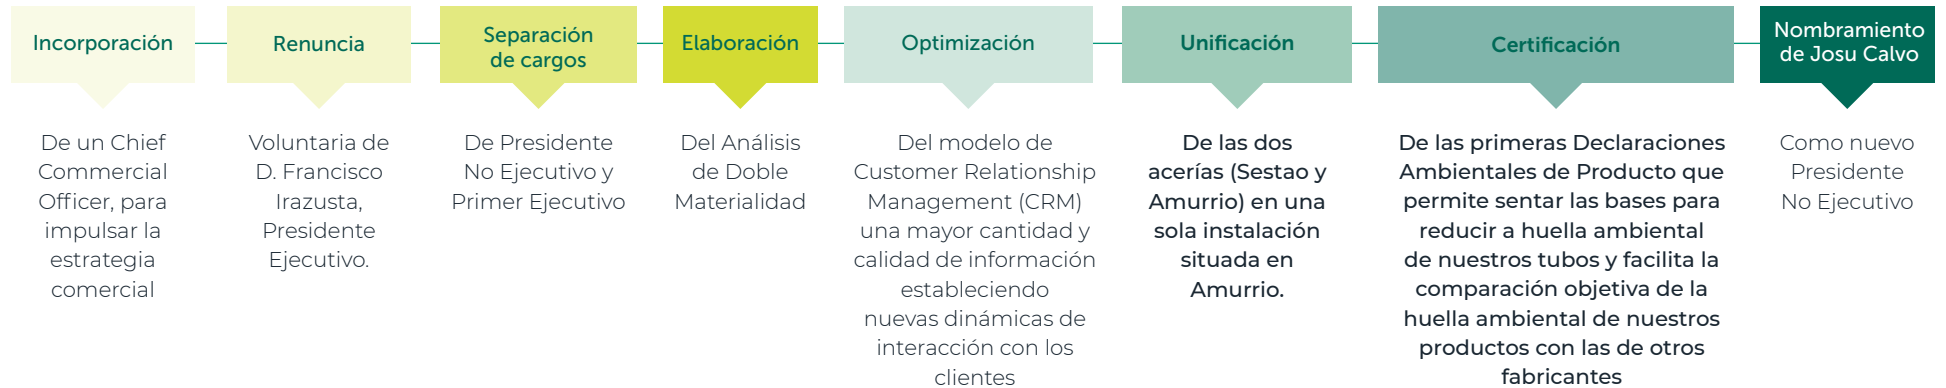 Incorporación
De un Chief
Commercial
Officer, para
impulsar la
estrategia
comercial
Renuncia
Voluntaria de
D. Francisco
Irazusta,
Presidente
Ejecutivo.
Separación
de cargos
De Presidente
No Ejecutivo y
Primer Ejecutivo
Elaboración
Del Análisis
de Doble
Materialidad
Optimización
Del modelo de
Customer Relationship
Management (CRM)
una mayor cantidad y
calidad de información
estableciendo
nuevas dinámicas de
interacción con los
clientes
Unificación
De las dos
acerías (Sestao y
Amurrio) en una
sola instalación
situada en
Amurrio.
Certificación
De las primeras Declaraciones
Ambientales de Producto que
permite sentar las bases para
reducir a huella ambiental
de nuestros tubos y facilita la
comparación objetiva de la
huella ambiental de nuestros
productos con las de otros
fabricantes
Nombramiento
de Josu Calvo
Como nuevo
Presidente
No Ejecutivo